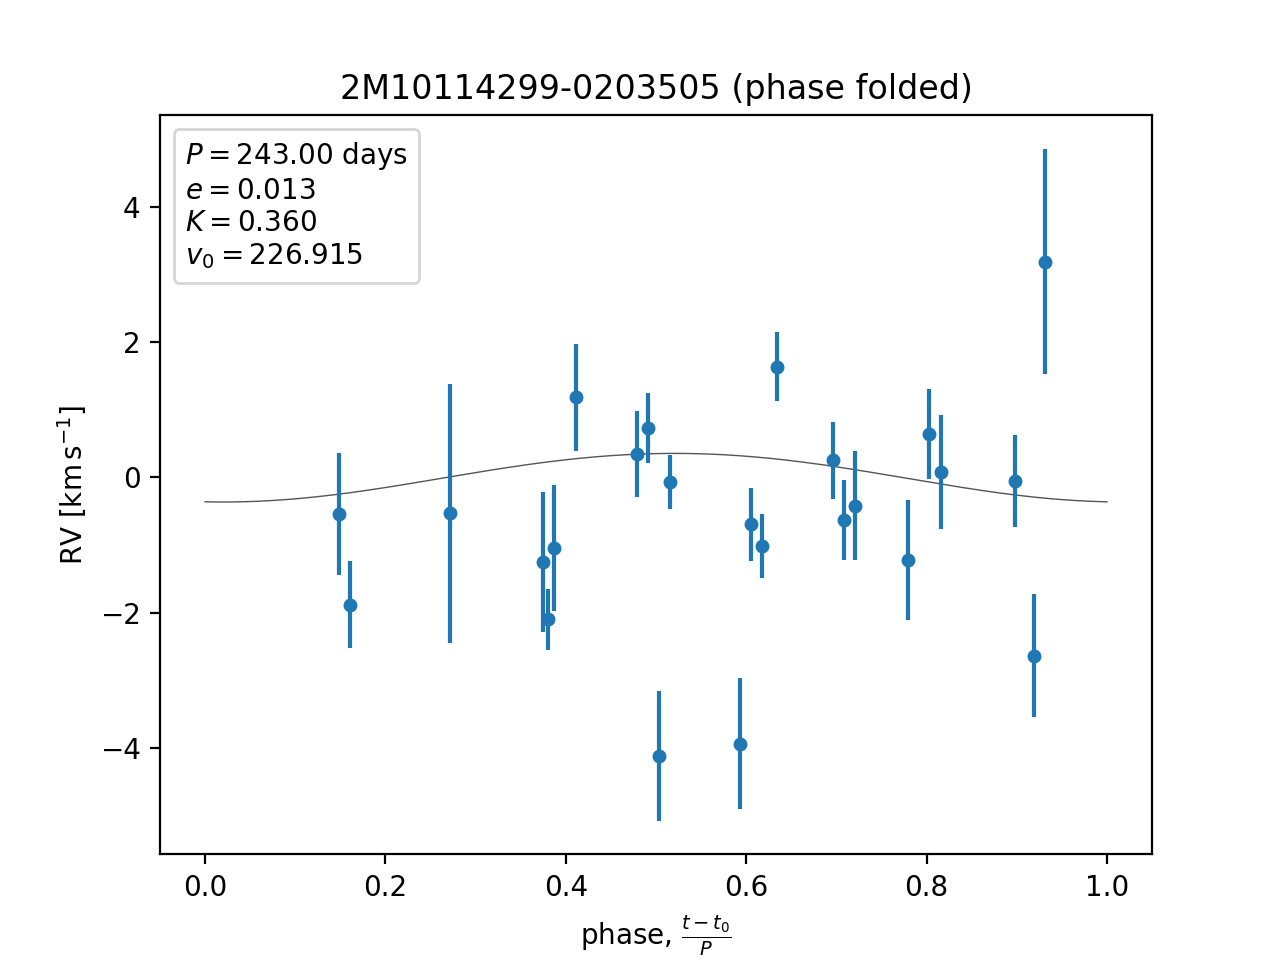 2M10114299-0203505 (phase folded)
P = 243.00 days
e = 0.013
K = 0.360
v₀ = 226.915
RV [km s⁻¹]
4
2
0
−2
−4
0.0 0.2 0.4 0.6 0.8 1.0
phase, (t − t₀)/P